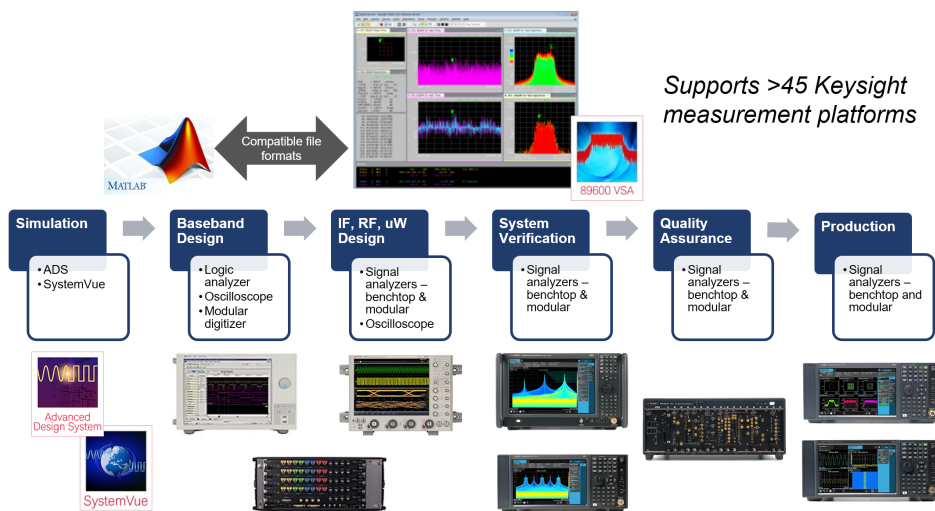 Supports >45 Keysight
measurement platforms
Compatible file
formats
MATLAB®
89600 VSA
Simulation
• ADS
• SystemVue
Baseband
Design
• Logic
analyzer
• Oscilloscope
• Modular
digitizer
IF, RF, uW
Design
• Signal
analyzers –
benchtop &
modular
• Oscilloscope
System
Verification
• Signal
analyzers –
benchtop &
modular
Quality
Assurance
• Signal
analyzers –
benchtop &
modular
Production
• Signal
analyzers –
benchtop and
modular
Advanced
Design System
SystemVue